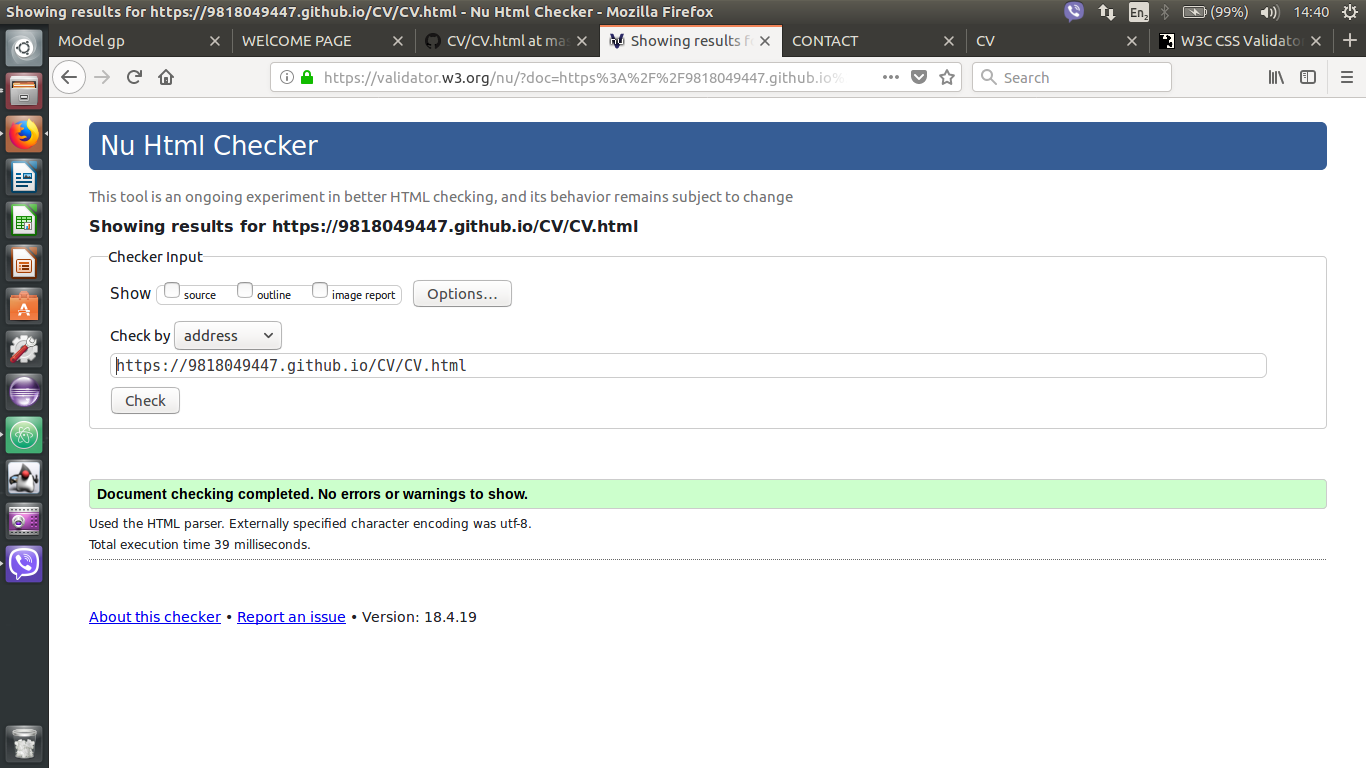 Showing results for https://9818049447.github.io/CV/CV.html - Nu Html Checker - Mozilla Firefox
En2 (99%) 14:40
MOdel gp
WElCOME PAGE
CV/CV.html at mas
Showing results f
CONTACT
CV
W3C CSS Validato
https://validator.w3.org/nu/?doc=https%3A%2F%2F9818049447.github.io%
Search
Nu Html Checker
This tool is an ongoing experiment in better HTML checking, and its behavior remains subject to change
Showing results for https://9818049447.github.io/CV/CV.html
Checker Input
Show source outline image report Options...
Check by address
https://9818049447.github.io/CV/CV.html
Check
Document checking completed. No errors or warnings to show.
Used the HTML parser. Externally specified character encoding was utf-8.
Total execution time 39 milliseconds.
About this checker • Report an issue • Version: 18.4.19